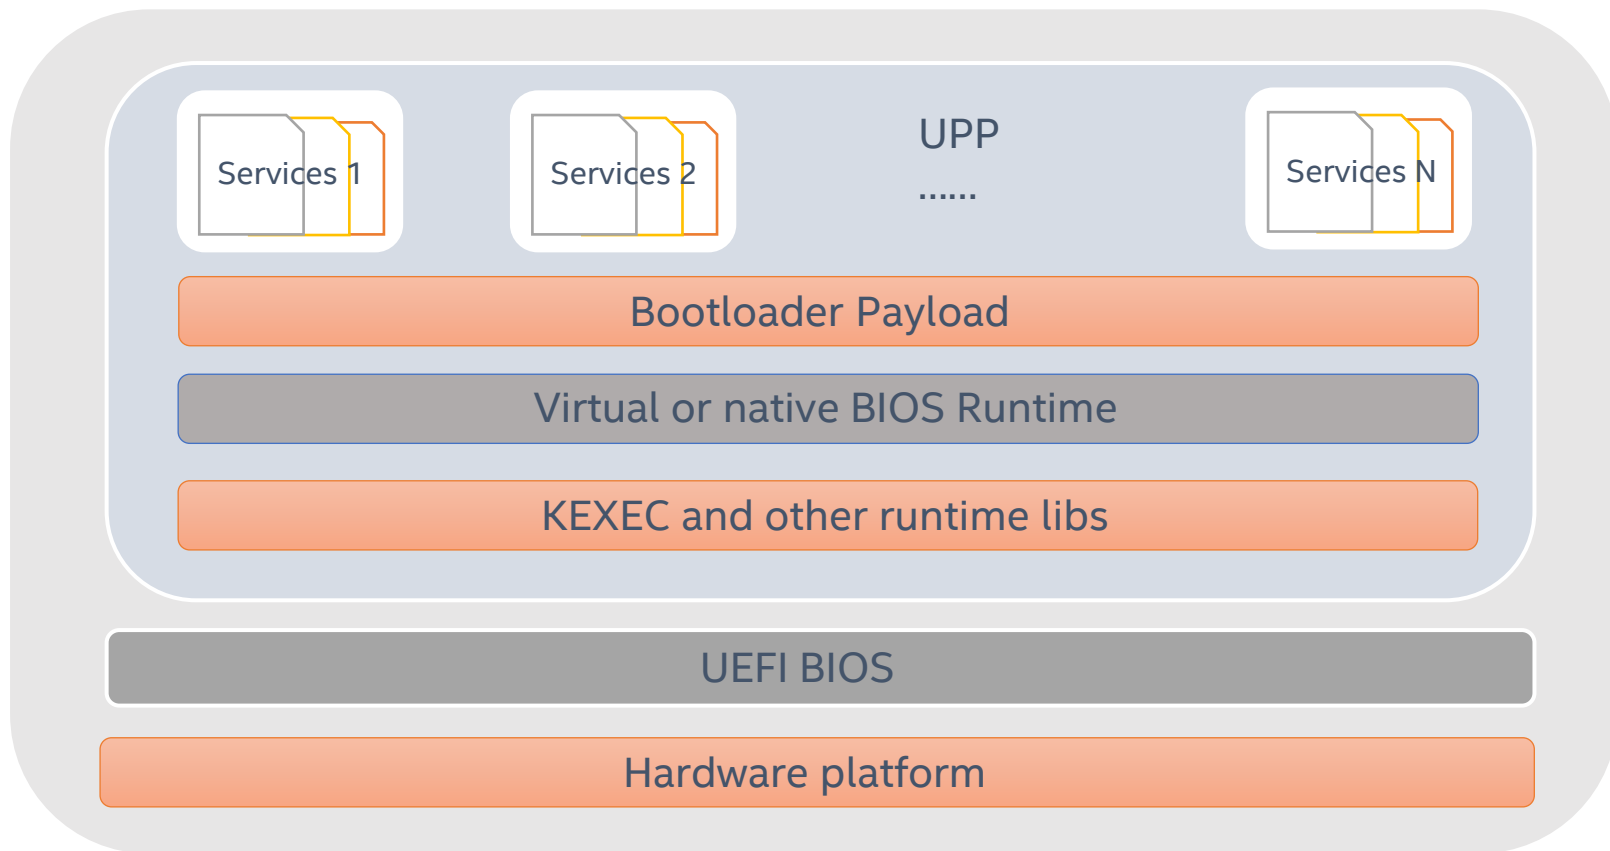 Services 1
Services 2
UPP
......
Services N
Bootloader Payload
Virtual or native BIOS Runtime
KEXEC and other runtime libs
UEFI BIOS
Hardware platform